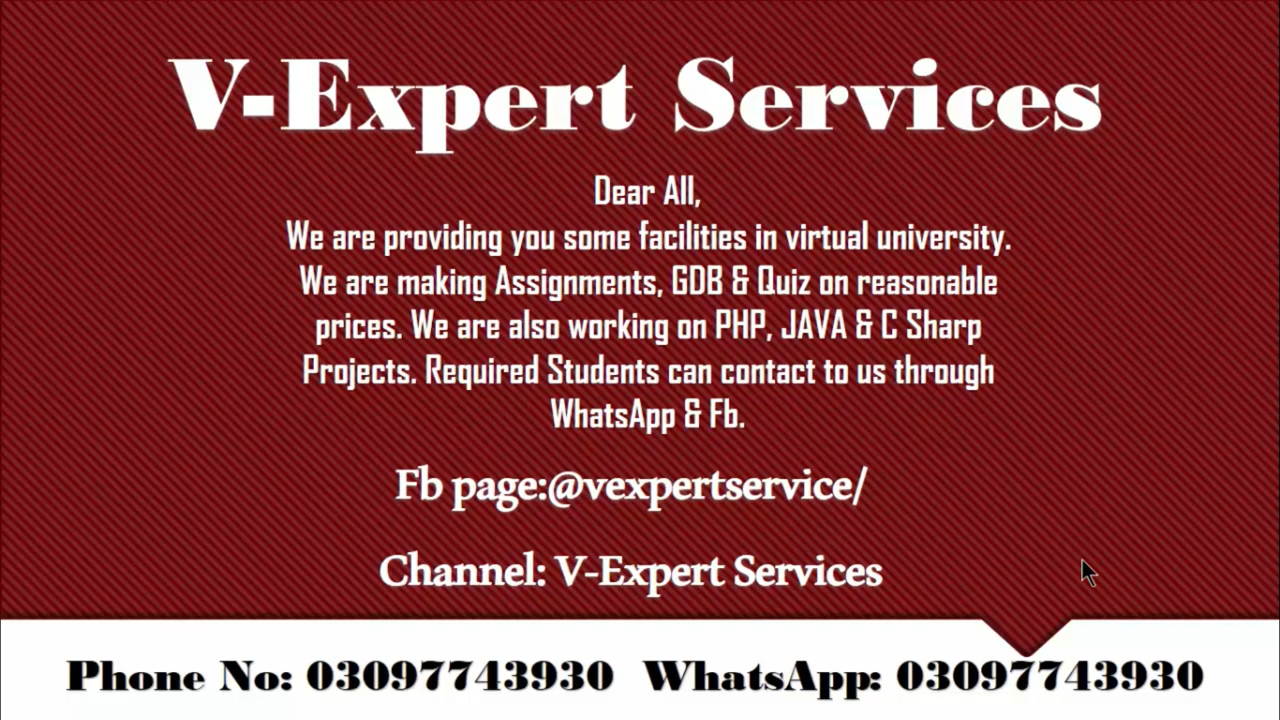 V-Expert Services
Dear All,
We are providing you some facilities in virtual university.
We are making Assignments, GDB & Quiz on reasonable
prices. We are also working on PHP, JAVA & C Sharp
Projects. Required Students can contact to us through
WhatsApp & Fb.
Fb page:@vexpertservice/
Channel: V-Expert Services
Phone No: 03097743930 WhatsApp: 03097743930